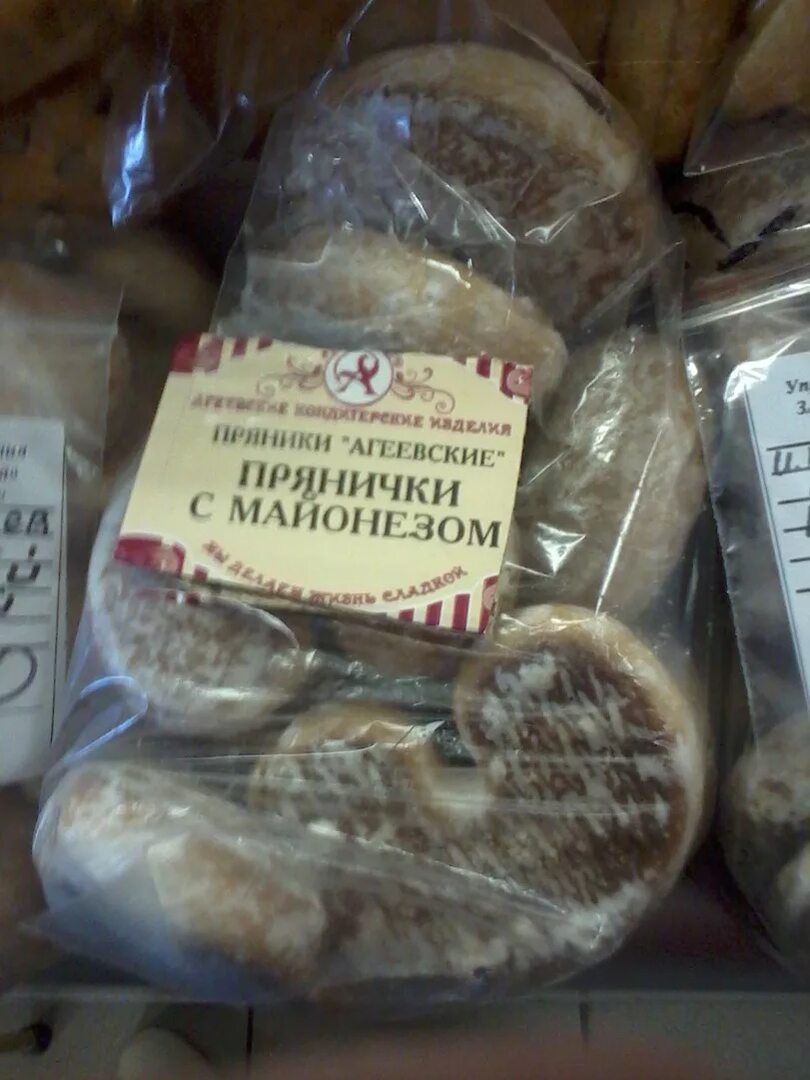 АГЕЕВСКИЕ КОНДИТЕРСКИЕ ИЗДЕЛИЯ
ПРЯНИКИ "АГЕЕВСКИЕ"
ПРЯНИЧКИ
С МАЙОНЕЗОМ
МЫ ДЕЛАЕМ ЖИЗНЬ СЛАДКОЙ